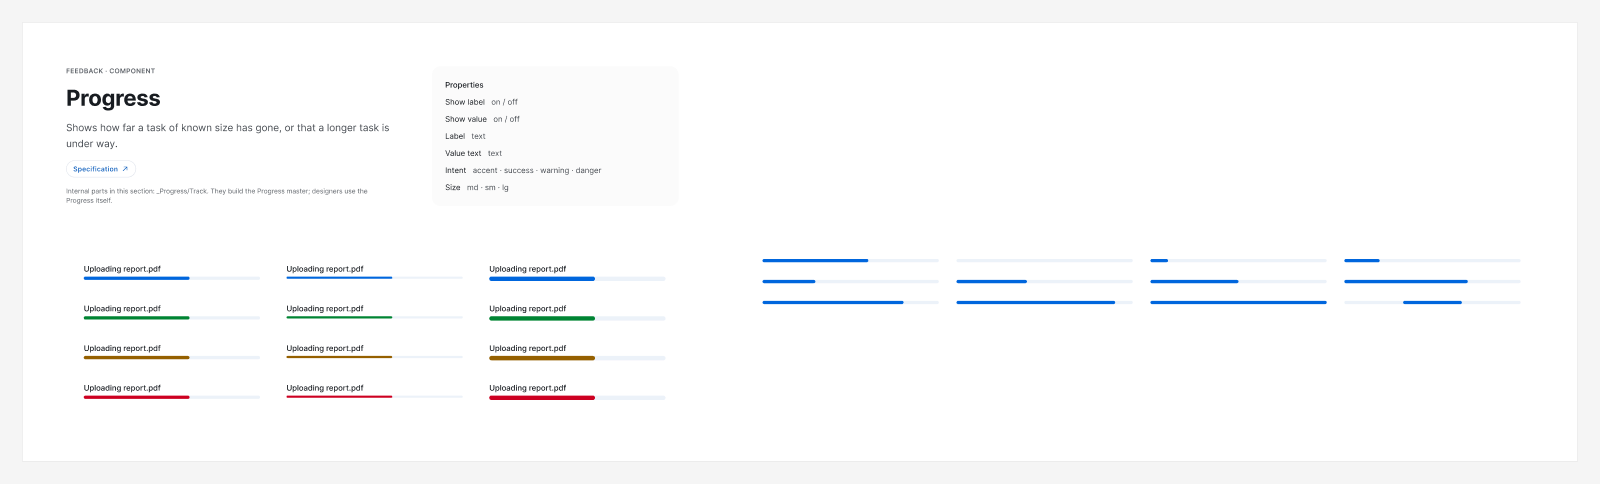 FEEDBACK · COMPONENT
Progress
Shows how far a task of known size has gone, or that a longer task is
under way.
Specification ↗
Internal parts in this section: _Progress/Track. They build the Progress master; designers use the
Progress itself.
Properties
Show label on / off
Show value on / off
Label text
Value text text
Intent accent · success · warning · danger
Size md · sm · lg
Uploading report.pdf
Uploading report.pdf
Uploading report.pdf
Uploading report.pdf
Uploading report.pdf
Uploading report.pdf
Uploading report.pdf
Uploading report.pdf
Uploading report.pdf
Uploading report.pdf
Uploading report.pdf
Uploading report.pdf